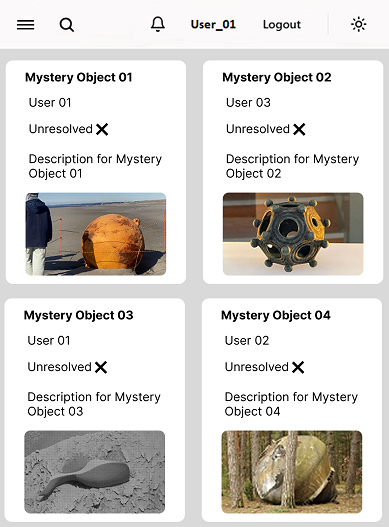 User_01 Logout
Mystery Object 01
User 01
Unresolved ❌
Description for Mystery
Object 01
Mystery Object 02
User 03
Unresolved ❌
Description for Mystery
Object 02
Mystery Object 03
User 01
Unresolved ❌
Description for Mystery
Object 03
Mystery Object 04
User 02
Unresolved ❌
Description for Mystery
Object 04